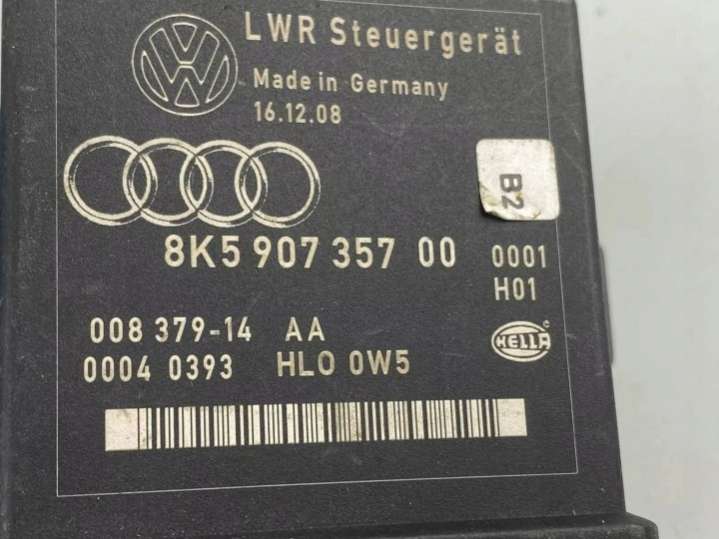 LWR Steuergerät
Made in Germany
16.12.08
B2
8K5 907 357 00 0001
H01
008 379-14 AA
0004 0393 HLO 0W5
HELLA